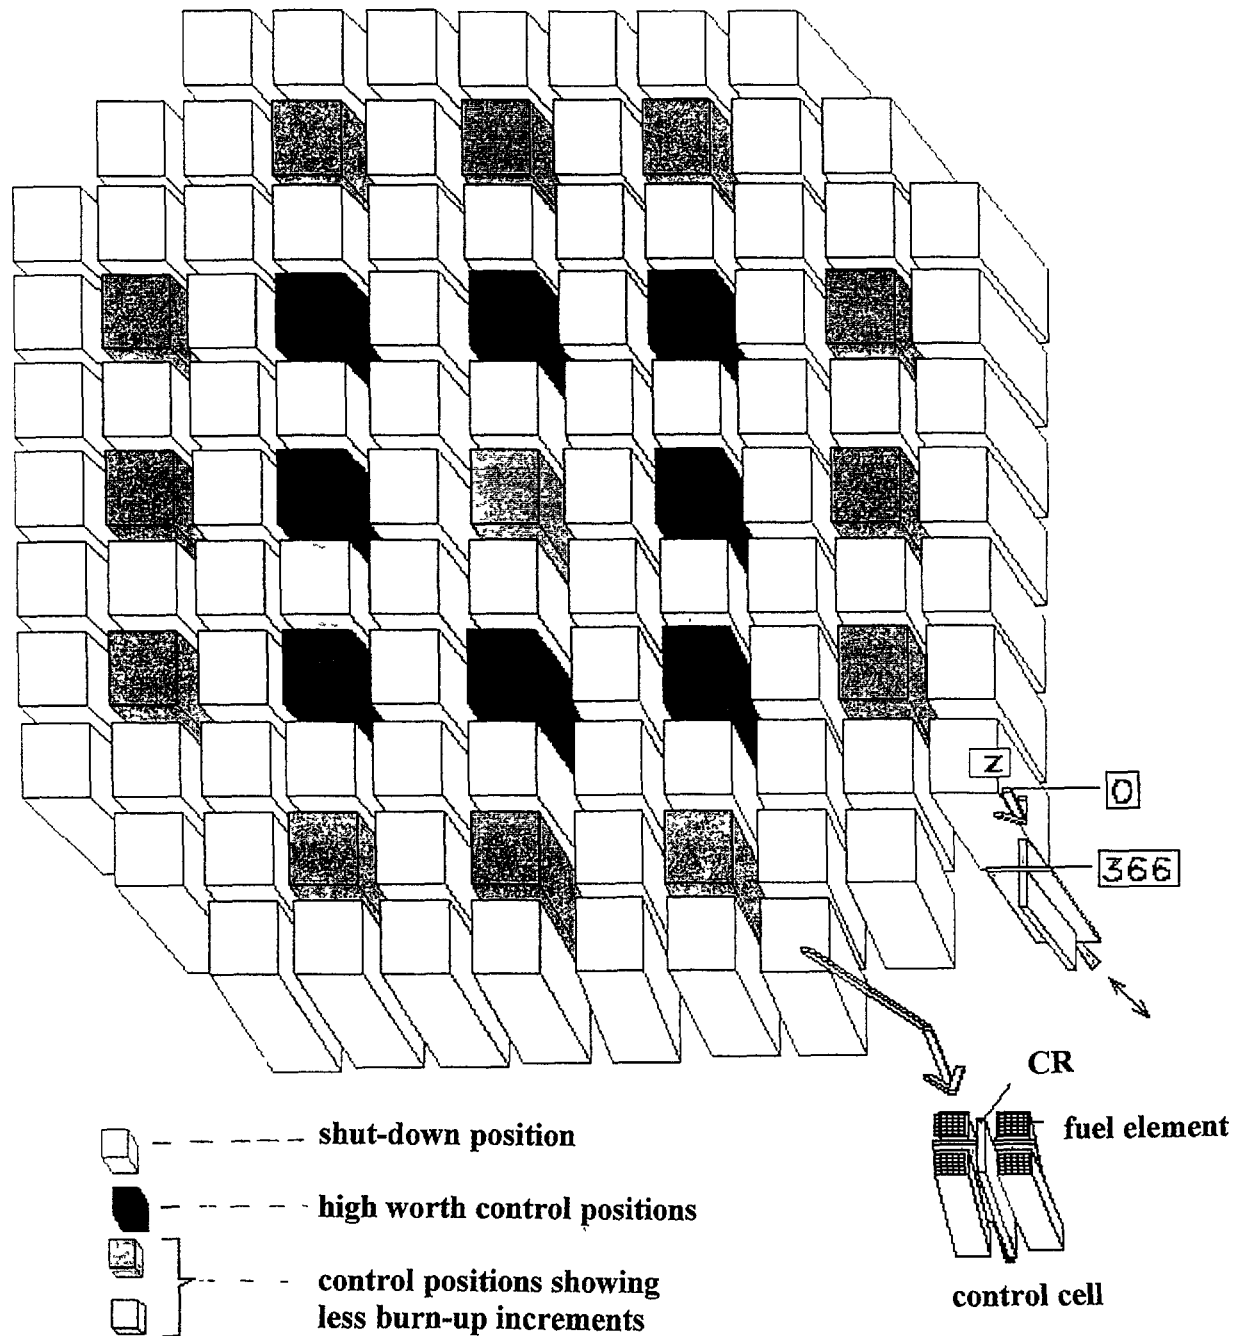 Z
0
366
CR
fuel element
control cell
shut-down position
high worth control positions
control positions showing
less burn-up increments